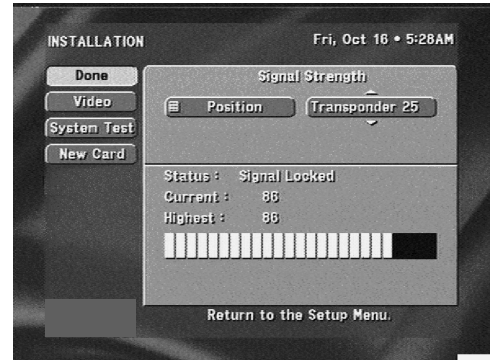 INSTALLATION
Fri, Oct 16 • 5:28AM
Done
Video
System Test
New Card
Signal Strength
Position
Transponder 25
Status : Signal Locked
Current : 86
Highest : 86
Return to the Setup Menu.